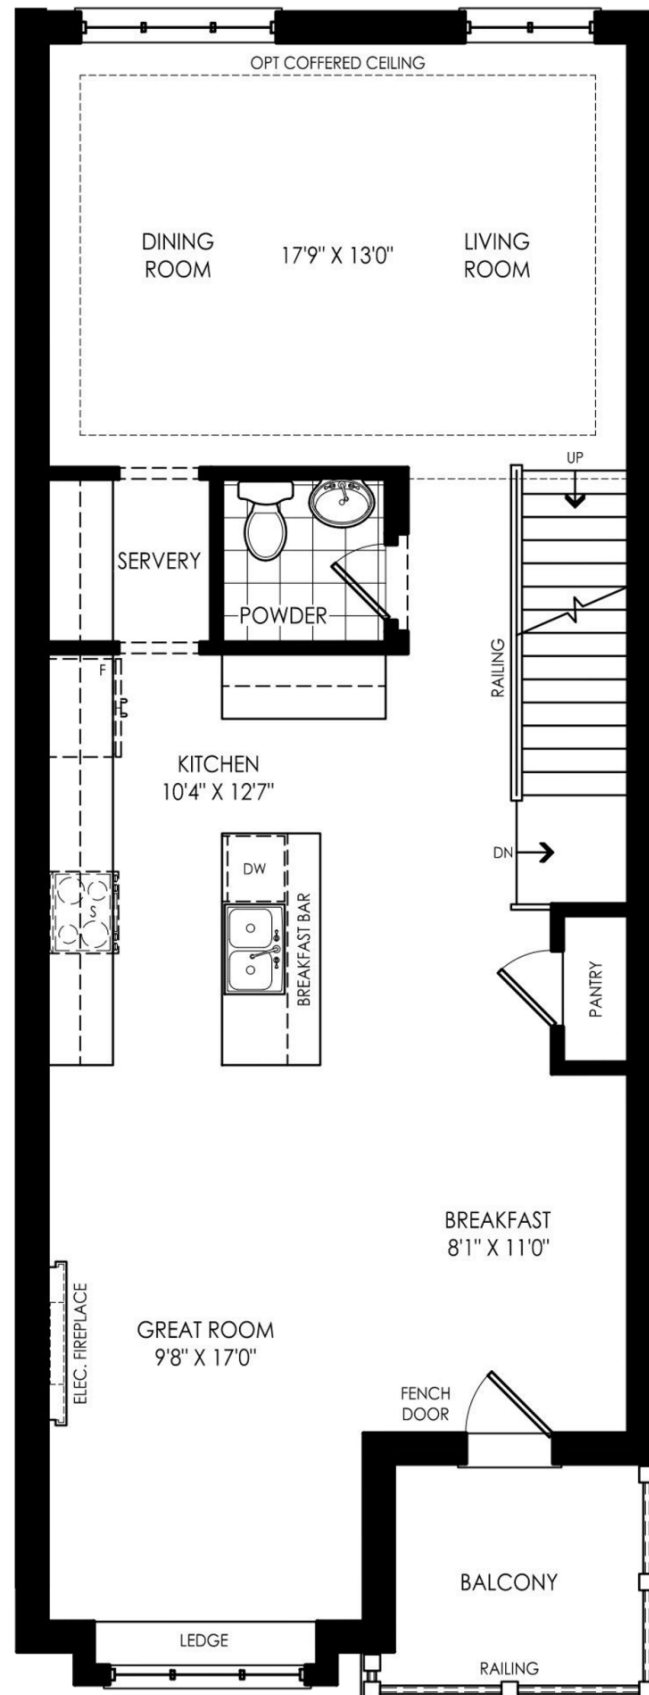 OPT COFFERED CEILING
DINING
ROOM
17'9" X 13'0"
LIVING
ROOM
UP
SERVERY
POWDER
RAILING
F
KITCHEN
10'4" X 12'7"
DW
DN
S
BREAKFAST BAR
PANTRY
BREAKFAST
8'1" X 11'0"
ELEC. FIREPLACE
GREAT ROOM
9'8" X 17'0"
FENCH
DOOR
BALCONY
LEDGE
RAILING